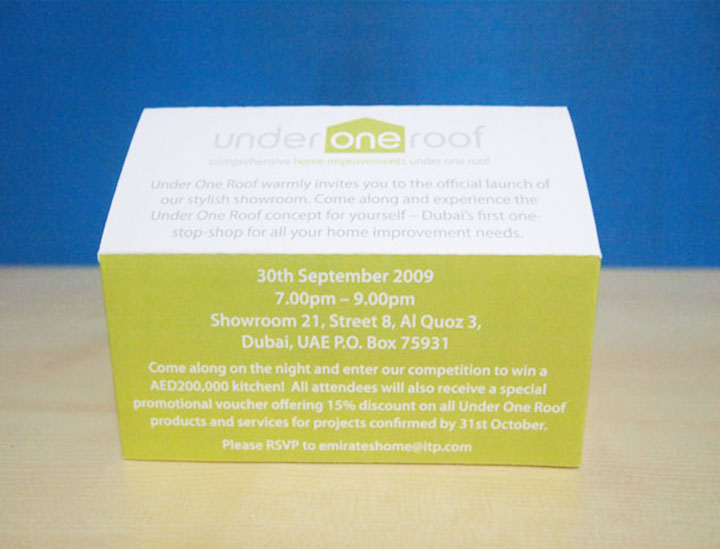 under one roof
comprehensive home improvements under one roof
Under One Roof warmly invites you to the official launch of
our stylish showroom. Come along and experience the
Under One Roof concept for yourself – Dubai's first one-
stop-shop for all your home improvement needs.
30th September 2009
7.00pm – 9.00pm
Showroom 21, Street 8, Al Quoz 3,
Dubai, UAE P.O. Box 75931
Come along on the night and enter our competition to win a
AED200,000 kitchen! All attendees will also receive a special
promotional voucher offering 15% discount on all Under One Roof
products and services for projects confirmed by 31st October.
Please RSVP to emirateshome@itp.com